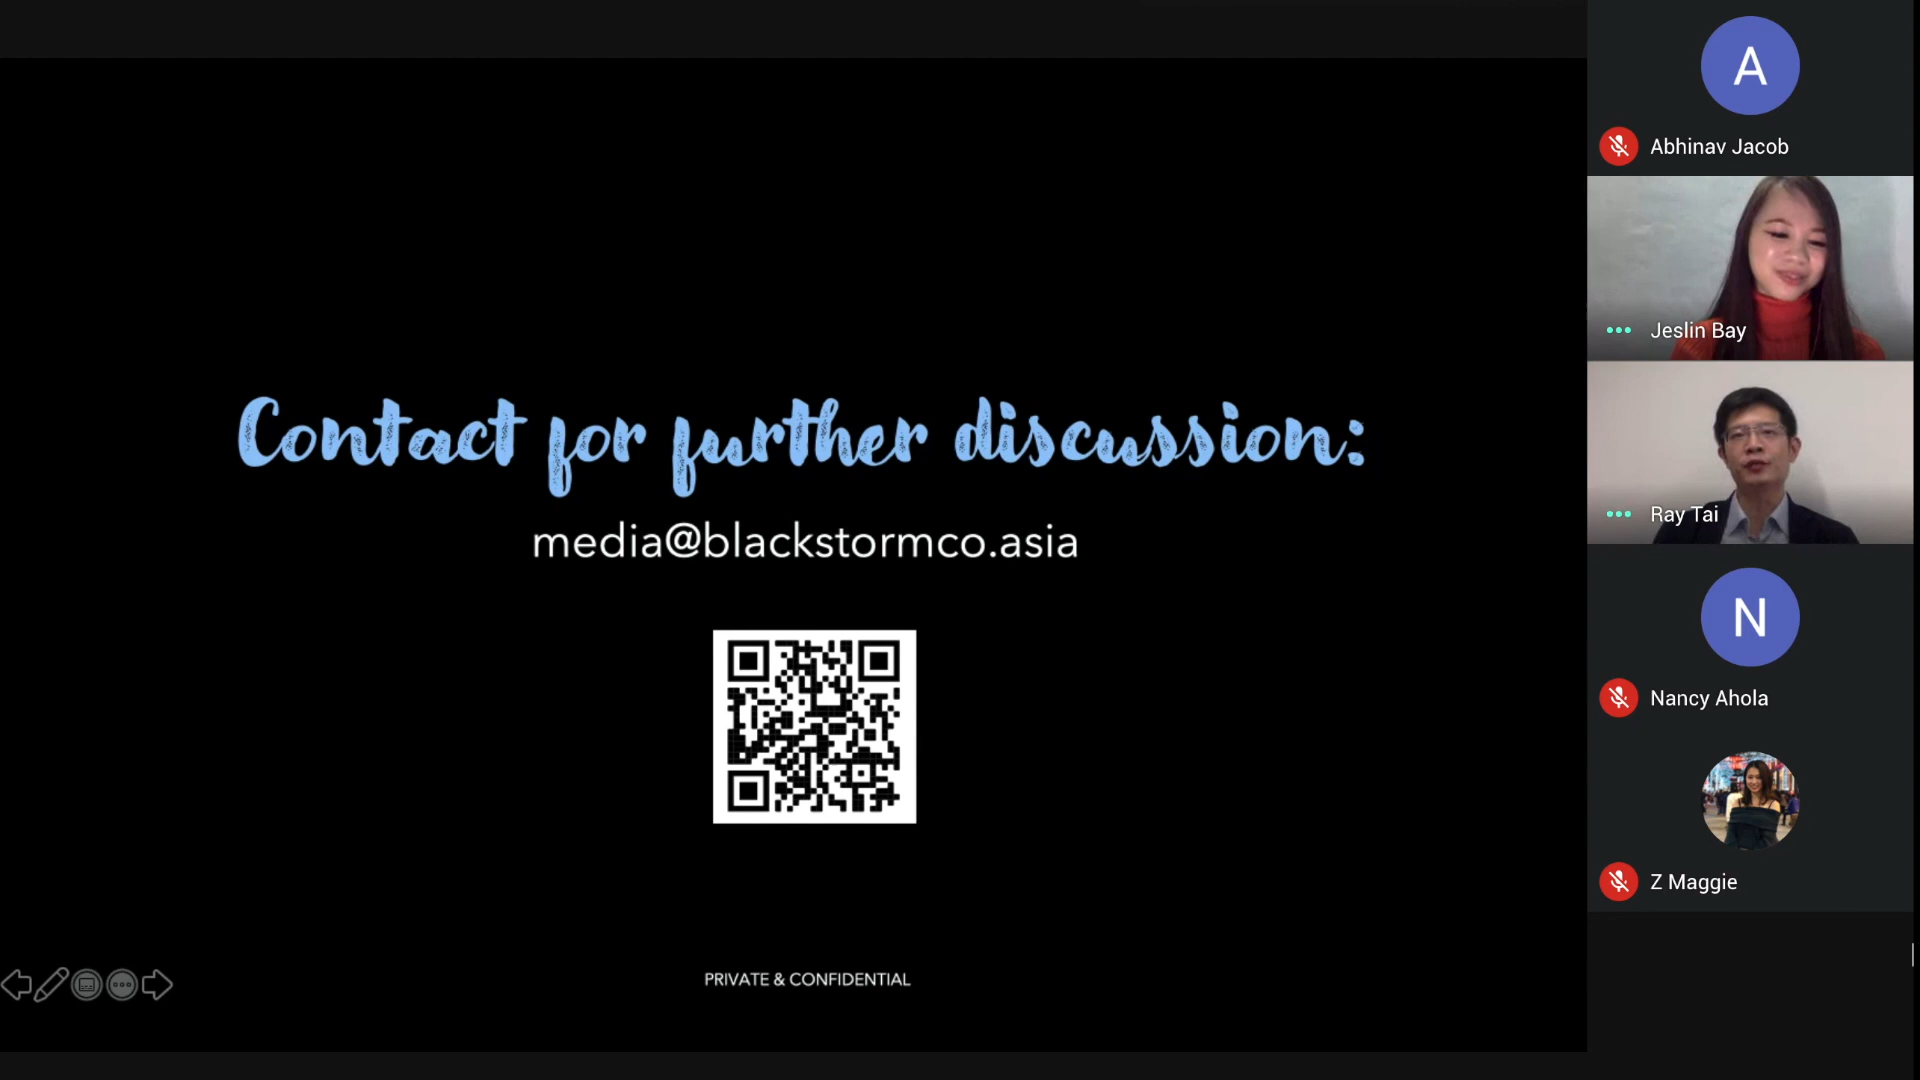 Contact for further discussion:
media@blackstormco.asia
PRIVATE & CONFIDENTIAL
A
Abhinav Jacob
Jeslin Bay
Ray Tai
N
Nancy Ahola
Z Maggie